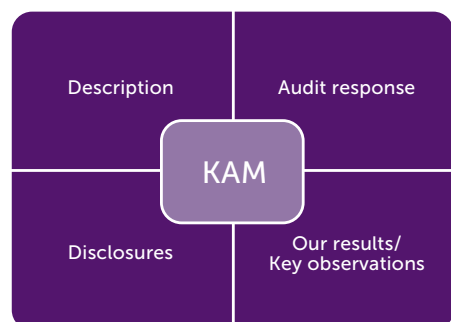 Description
Audit response
KAM
Disclosures
Our results/
Key observations